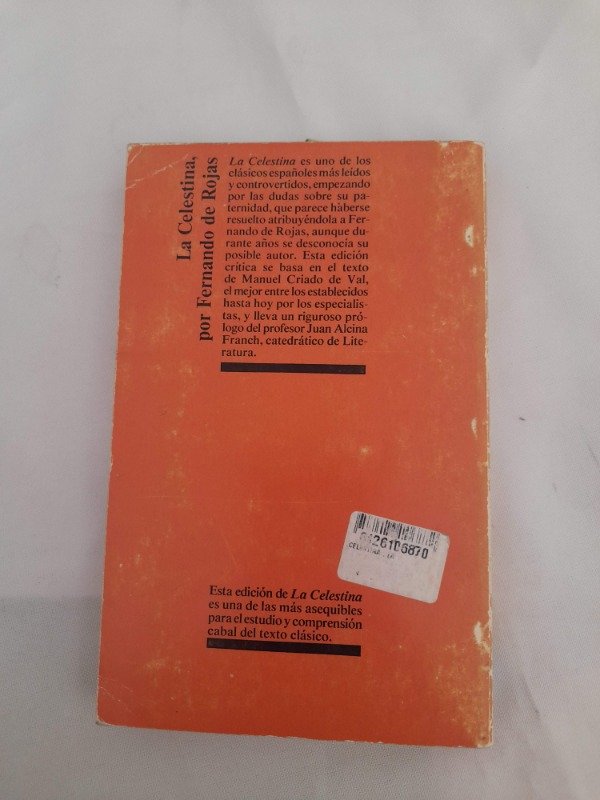 La Celestina,
por Fernando de Rojas
La Celestina es uno de los
clásicos españoles más leídos
y controvertidos, empezando
por las dudas sobre su pa-
ternidad, que parece haberse
resuelto atribuyéndola a Fer-
nando de Rojas, aunque du-
rante años se desconocía su
posible autor. Esta edición
crítica se basa en el texto
de Manuel Criado de Val,
el mejor entre los establecidos
hasta hoy por los especialis-
tas, y lleva un riguroso pró-
logo del profesor Juan Alcina
Franch, catedrático de Lite-
ratura.
0426106870
CELESTINA, LA
Esta edición de La Celestina
es una de las más asequibles
para el estudio y comprensión
cabal del texto clásico.